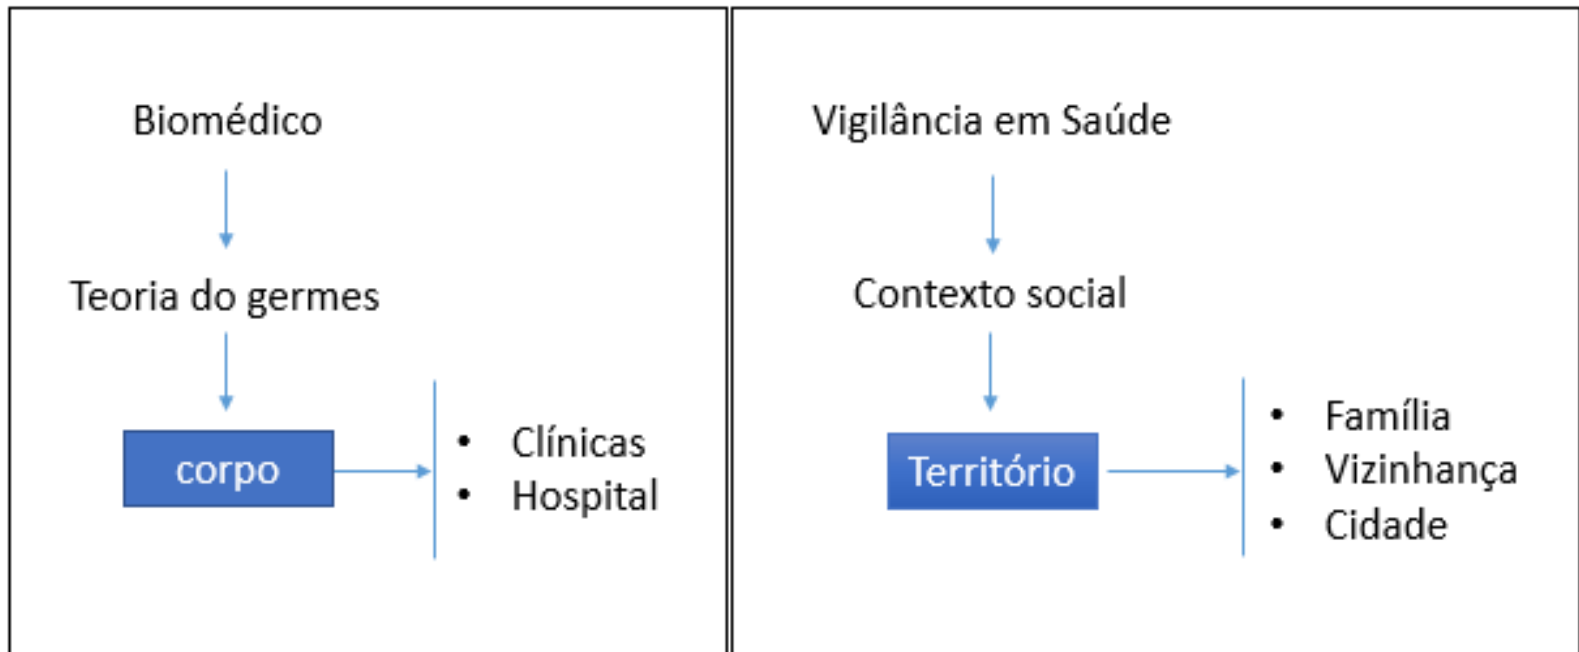 Biomédico
Teoria do germes
corpo
• Clínicas
• Hospital
Vigilância em Saúde
Contexto social
Território
• Família
• Vizinhança
• Cidade